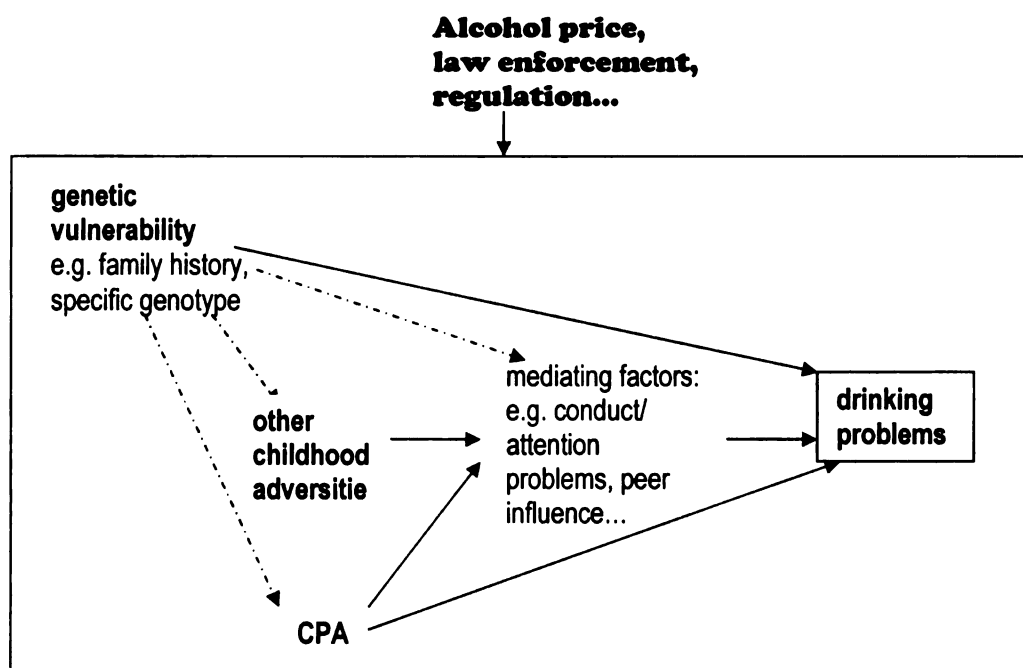 Alcohol price,
law enforcement,
regulation...
genetic
vulnerability
e.g. family history,
specific genotype
mediating factors:
e.g. conduct/
attention
problems, peer
influence...
drinking
problems
other
childhood
adversitie
CPA